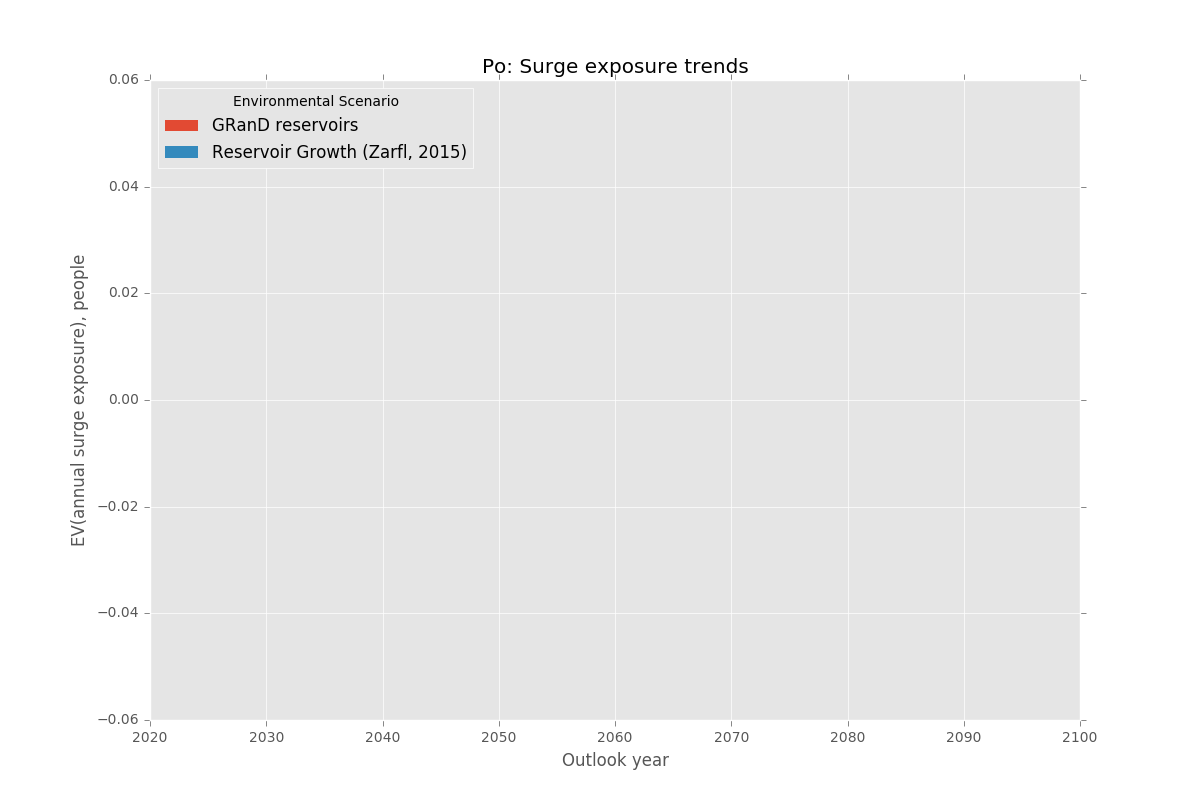 Po: Surge exposure trends
Environmental Scenario
GRanD reservoirs
Reservoir Growth (Zarfl, 2015)
EV(annual surge exposure), people
0.06
0.04
0.02
0.00
−0.02
−0.04
−0.06
2020 2030 2040 2050 2060 2070 2080 2090 2100
Outlook year